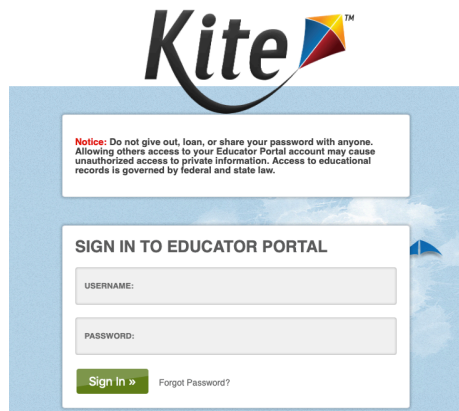 Kite™
Notice: Do not give out, loan, or share your password with anyone.
Allowing others access to your Educator Portal account may cause
unauthorized access to private information. Access to educational
records is governed by federal and state law.
SIGN IN TO EDUCATOR PORTAL
USERNAME:
PASSWORD:
Sign In »
Forgot Password?